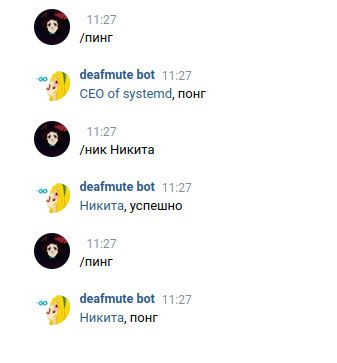 11:27
/пинг
deafmute bot 11:27
CEO of systemd, понг
11:27
/ник Никита
deafmute bot 11:27
Никита, успешно
11:27
/пинг
deafmute bot 11:27
Никита, понг